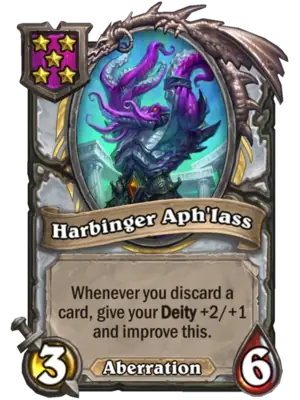 Harbinger Aph'lass
Whenever you discard a
card, give your Deity +2/+1
and improve this.
3
Aberration
6